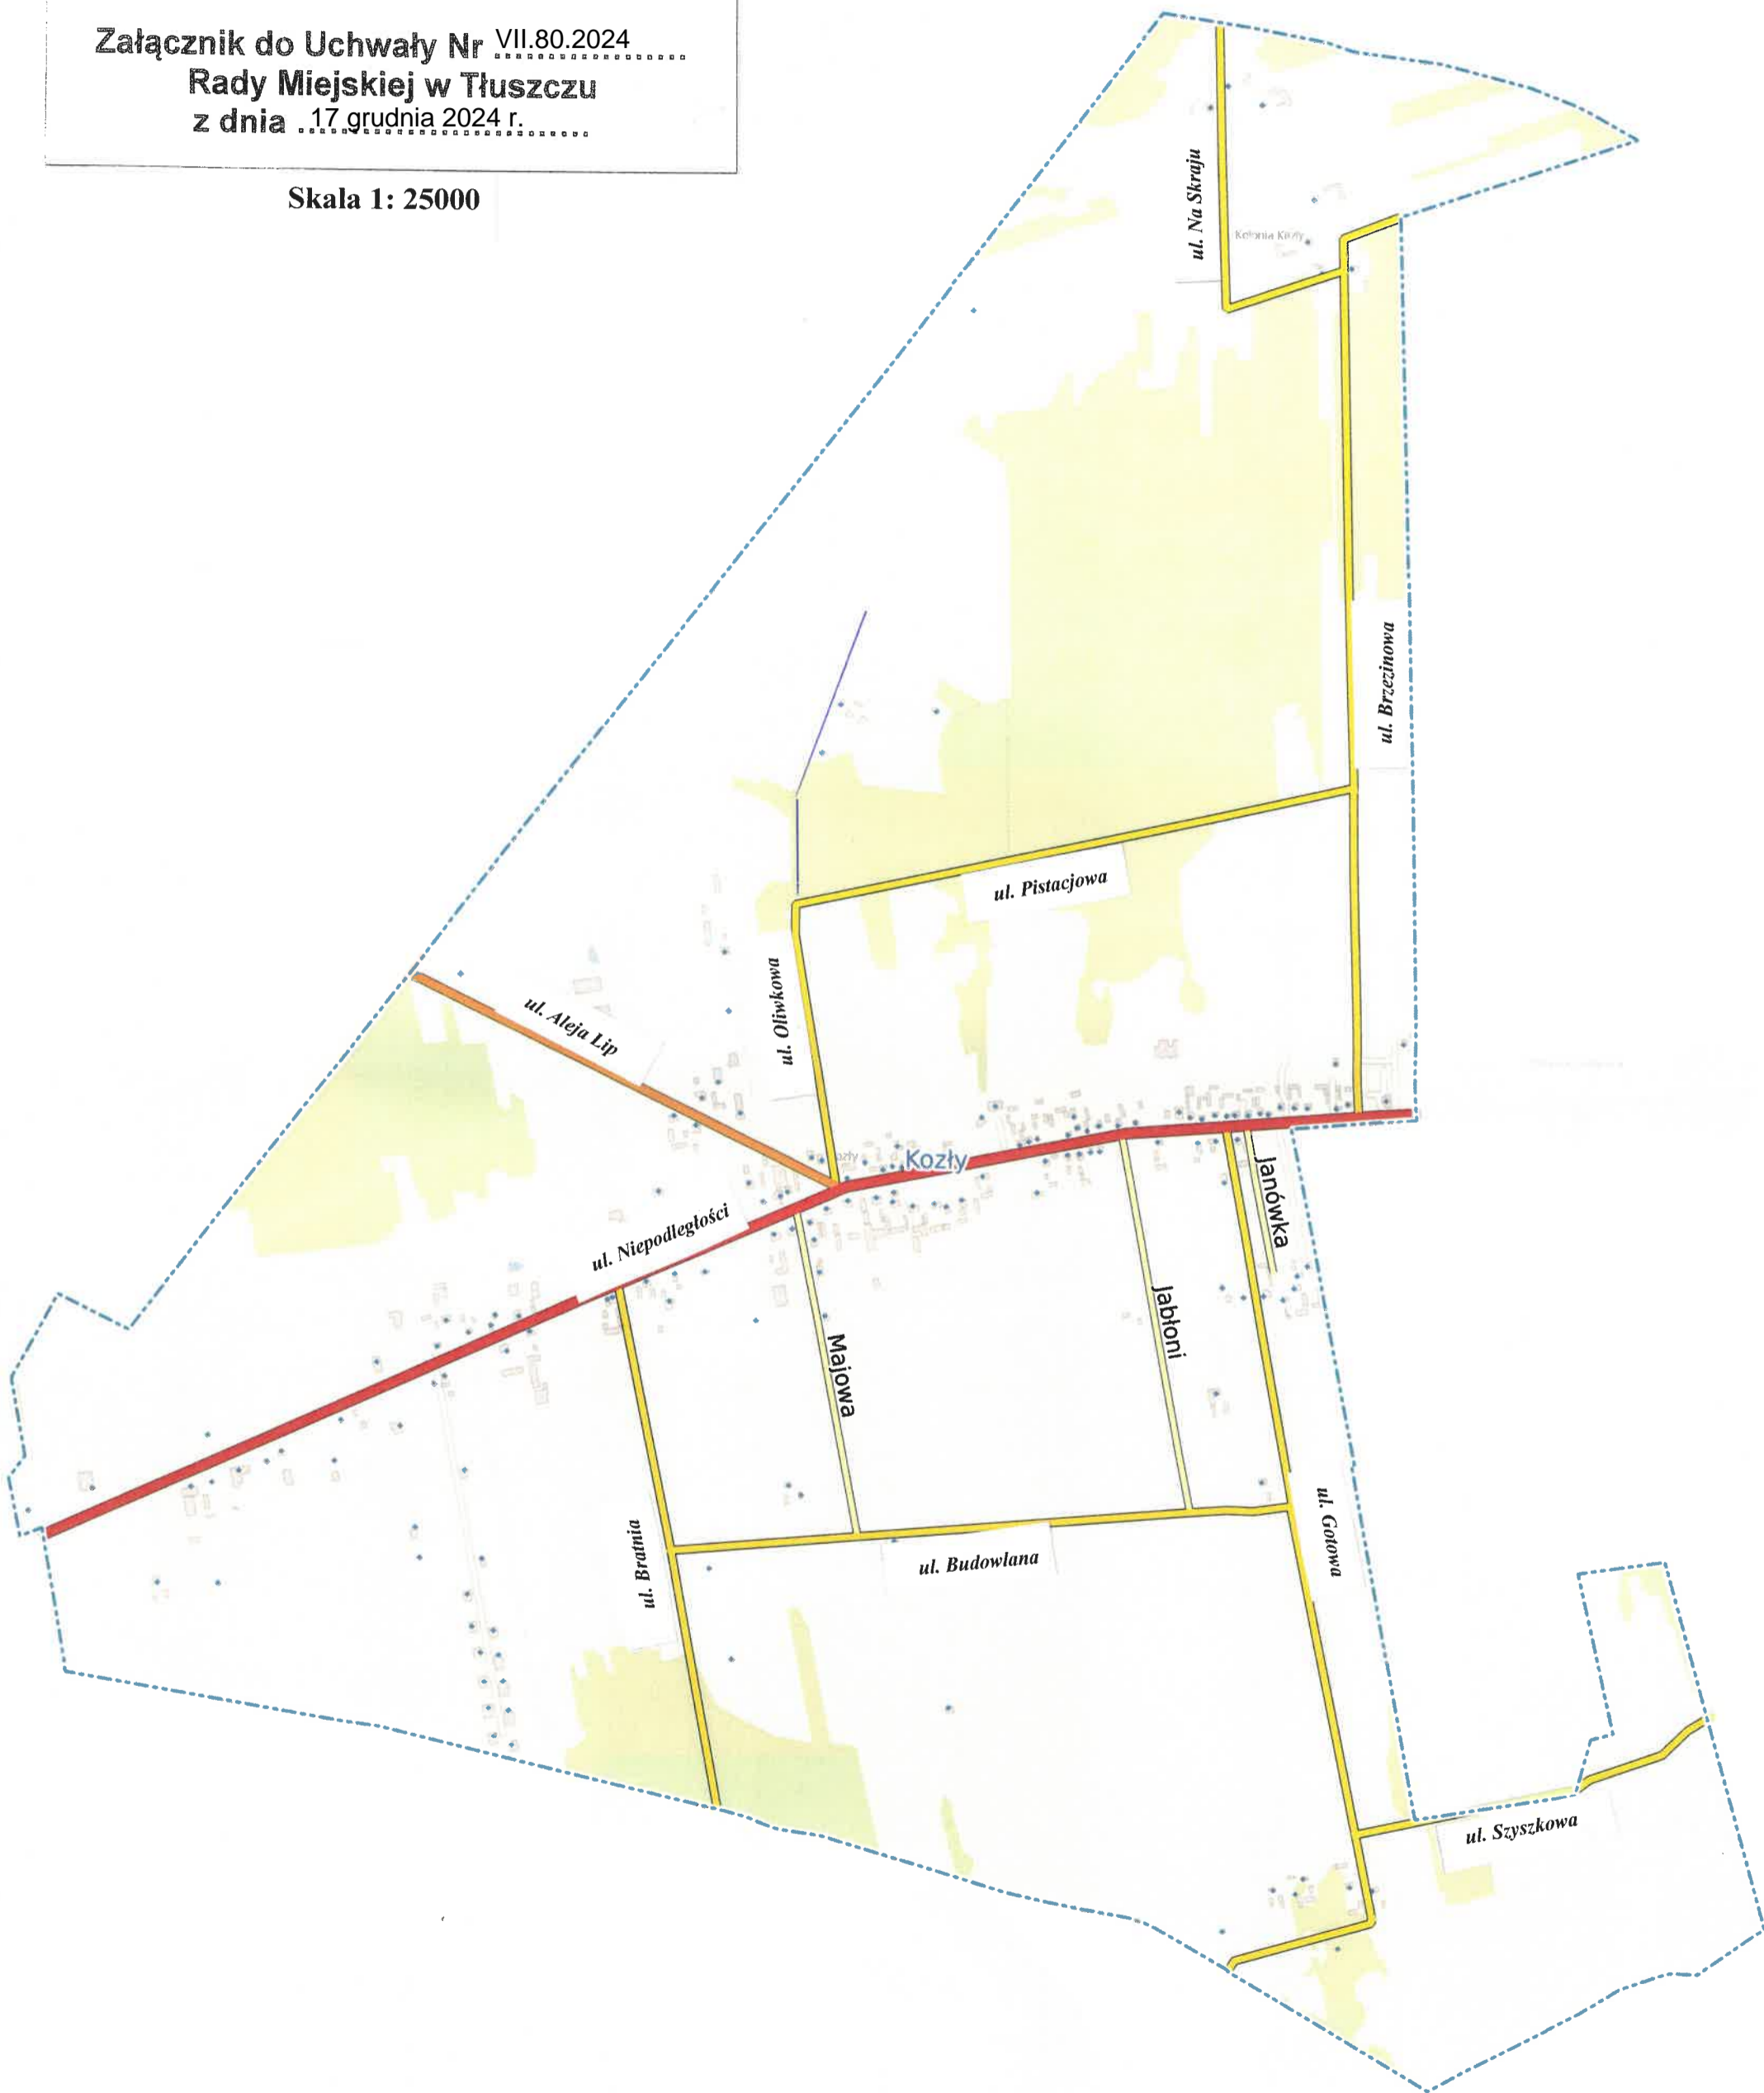 Załącznik do Uchwały Nr VII.80.2024
Rady Miejskiej w Tłuszczu
z dnia 17 grudnia 2024 r.
Skala 1: 25000
ul. Na Skraju
Kolonia Kozły
ul. Brzezinowa
ul. Pistacjowa
ul. Oliwkowa
ul. Aleja Lip
Kozły
ul. Niepodległości
Janówka
Jabłoni
Majowa
ul. Gotowa
ul. Bratnia
ul. Budowlana
ul. Szyszkowa